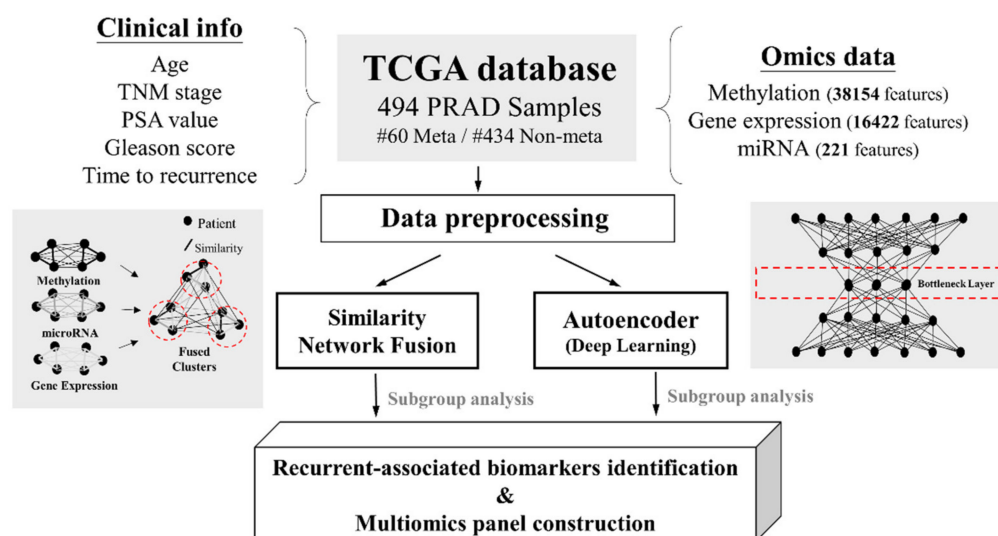 Clinical info
Age
TNM stage
PSA value
Gleason score
Time to recurrence
TCGA database
494 PRAD Samples
#60 Meta / #434 Non-meta
Omics data
Methylation (38154 features)
Gene expression (16422 features)
miRNA (221 features)
Data preprocessing
Patient
Similarity
Methylation
microRNA
Gene Expression
Fused
Clusters
Similarity
Network Fusion
Autoencoder
(Deep Learning)
Bottleneck Layer
Subgroup analysis
Subgroup analysis
Recurrent-associated biomarkers identification
&
Multiomics panel construction